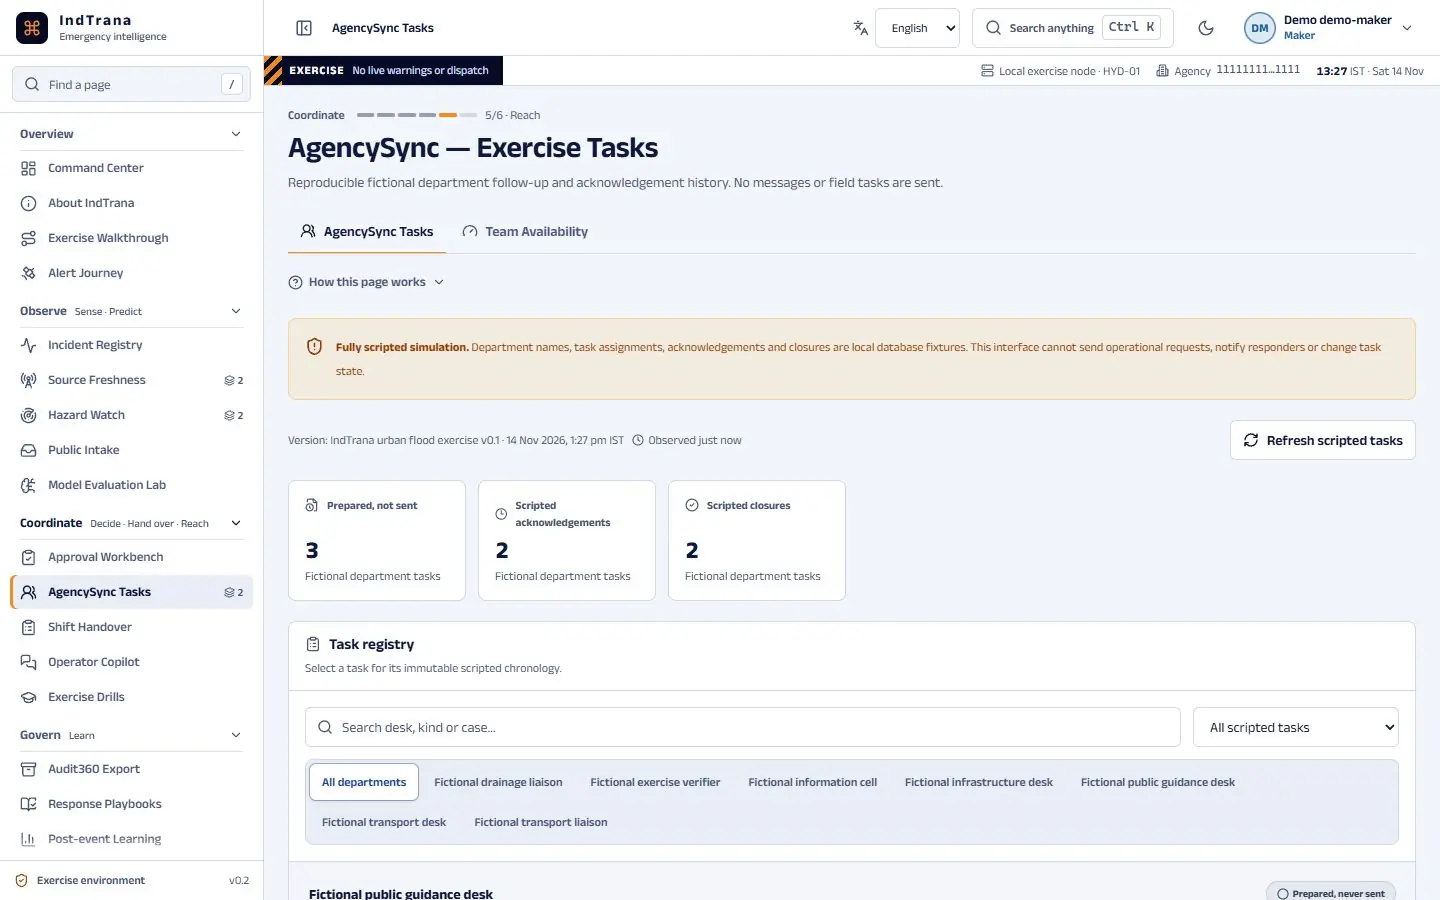 IndTrana
Emergency intelligence
AgencySync Tasks
English
Search anything Ctrl K
DM
Demo demo-maker
Maker
Find a page /
EXERCISE No live warnings or dispatch
Local exercise node · HYD-01
Agency 11111111…1111
13:27 IST · Sat 14 Nov
Overview
Command Center
About IndTrana
Exercise Walkthrough
Alert Journey
Observe Sense · Predict
Incident Registry
Source Freshness 2
Hazard Watch 2
Public Intake
Model Evaluation Lab
Coordinate Decide · Hand over · Reach
Approval Workbench
AgencySync Tasks 2
Shift Handover
Operator Copilot
Exercise Drills
Govern Learn
Audit360 Export
Response Playbooks
Post-event Learning
Exercise environment v0.2
Coordinate 5/6 · Reach
AgencySync — Exercise Tasks
Reproducible fictional department follow-up and acknowledgement history. No messages or field tasks are sent.
AgencySync Tasks Team Availability
How this page works
Fully scripted simulation. Department names, task assignments, acknowledgements and closures are local database fixtures. This interface cannot send operational requests, notify responders or change task
state.
Version: IndTrana urban flood exercise v0.1 · 14 Nov 2026, 1:27 pm IST Observed just now
Refresh scripted tasks
Prepared, not sent
3
Fictional department tasks
Scripted
acknowledgements
2
Fictional department tasks
Scripted closures
2
Fictional department tasks
Task registry
Select a task for its immutable scripted chronology.
Search desk, kind or case...
All scripted tasks
All departments Fictional drainage liaison Fictional exercise verifier Fictional information cell Fictional infrastructure desk Fictional public guidance desk
Fictional transport desk Fictional transport liaison
Fictional public guidance desk
Prepared, never sent